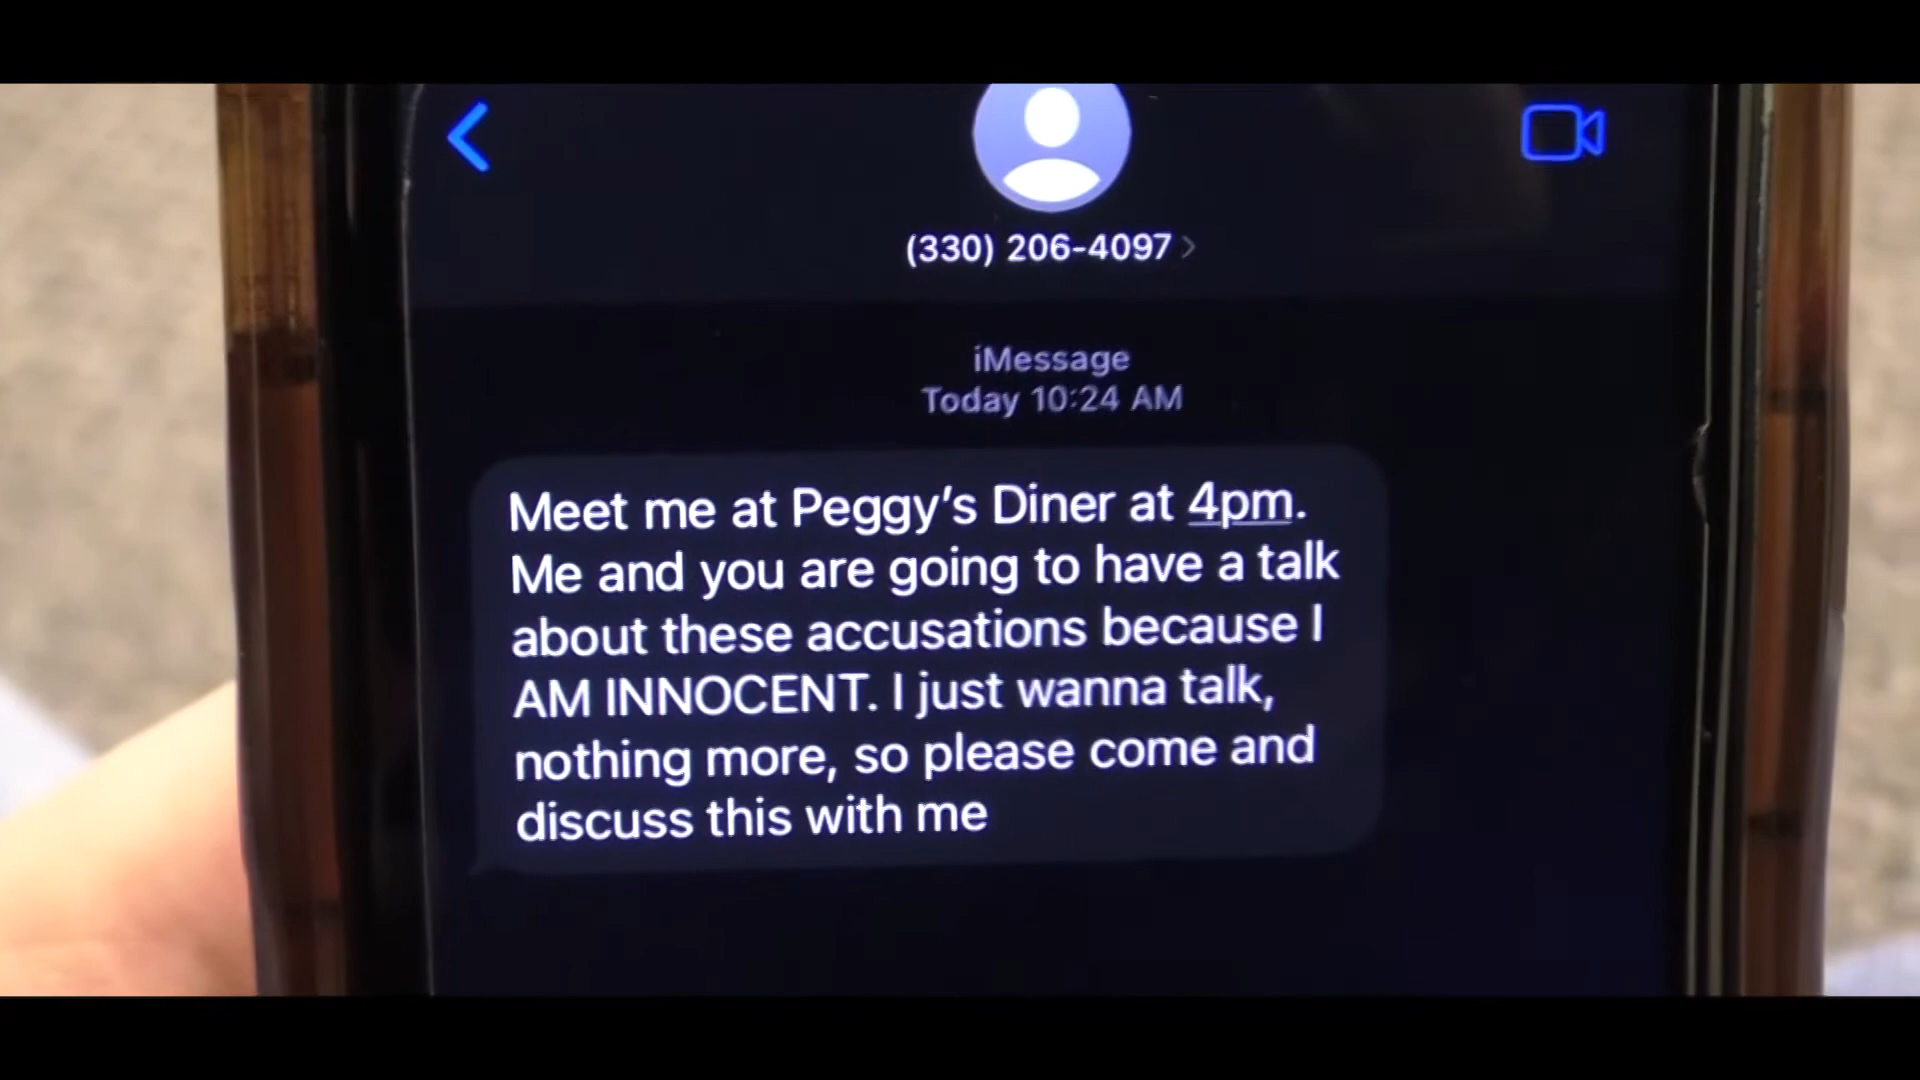 (330) 206-4097
iMessage
Today 10:24 AM
Meet me at Peggy's Diner at 4pm.
Me and you are going to have a talk
about these accusations because I
AM INNOCENT. I just wanna talk,
nothing more, so please come and
discuss this with me